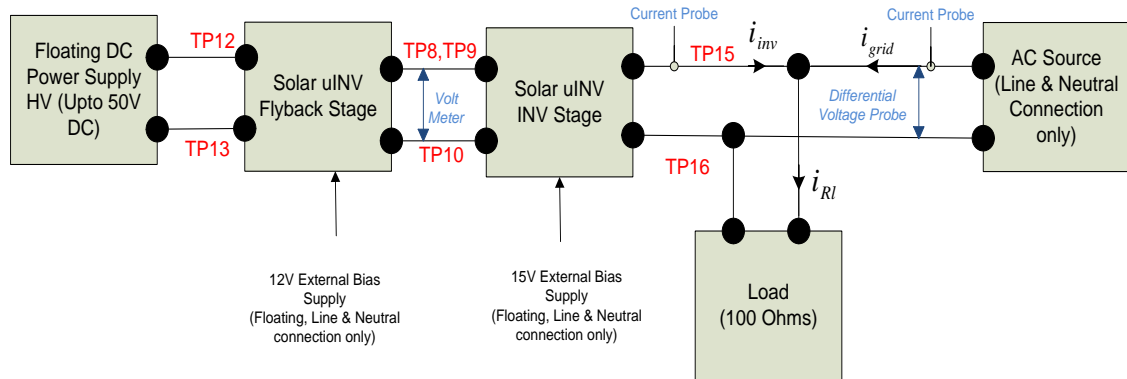 Floating DC
Power Supply
HV (Upto 50V
DC)
TP12
TP13
Solar uINV
Flyback Stage
TP8,TP9
Volt
Meter
TP10
Solar uINV
INV Stage
Current Probe
TP15
i_inv
i_grid
Current Probe
Differential
Voltage Probe
AC Source
(Line & Neutral
Connection
only)
TP16
i_Rl
Load
(100 Ohms)
12V External Bias
Supply
(Floating, Line & Neutral
connection only)
15V External Bias
Supply
(Floating, Line & Neutral
connection only)